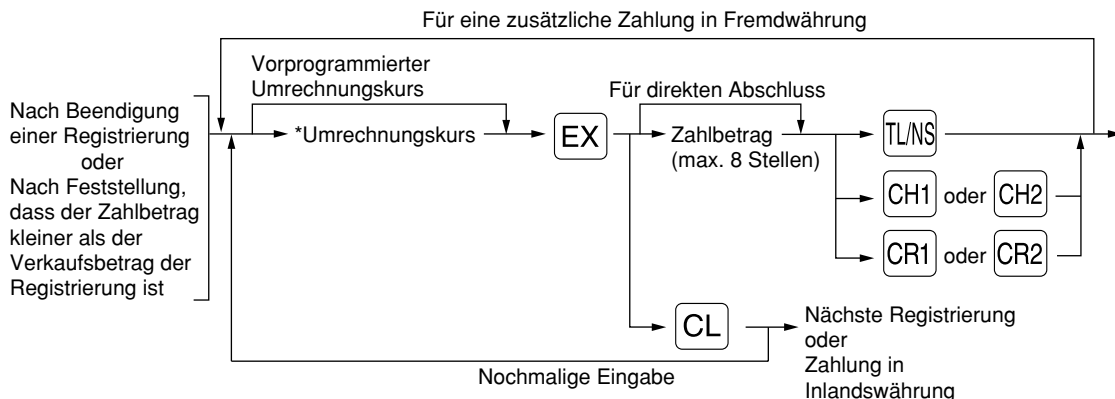 Für eine zusätzliche Zahlung in Fremdwährung
Vorprogrammierter
Umrechnungskurs
Für direkten Abschluss
Nach Beendigung
einer Registrierung
oder
Nach Feststellung,
dass der Zahlbetrag
kleiner als der
Verkaufsbetrag der
Registrierung ist
*Umrechnungskurs
EX
Zahlbetrag
(max. 8 Stellen)
TL/NS
CH1 oder CH2
CR1 oder CR2
CL
Nächste Registrierung
oder
Zahlung in
Inlandswährung
Nochmalige Eingabe